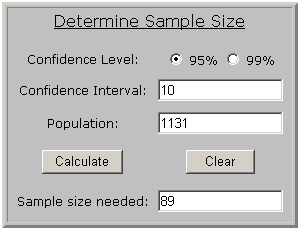 Determine Sample Size
Confidence Level: 95% 99%
Confidence Interval: 10
Population: 1131
Calculate Clear
Sample size needed: 89